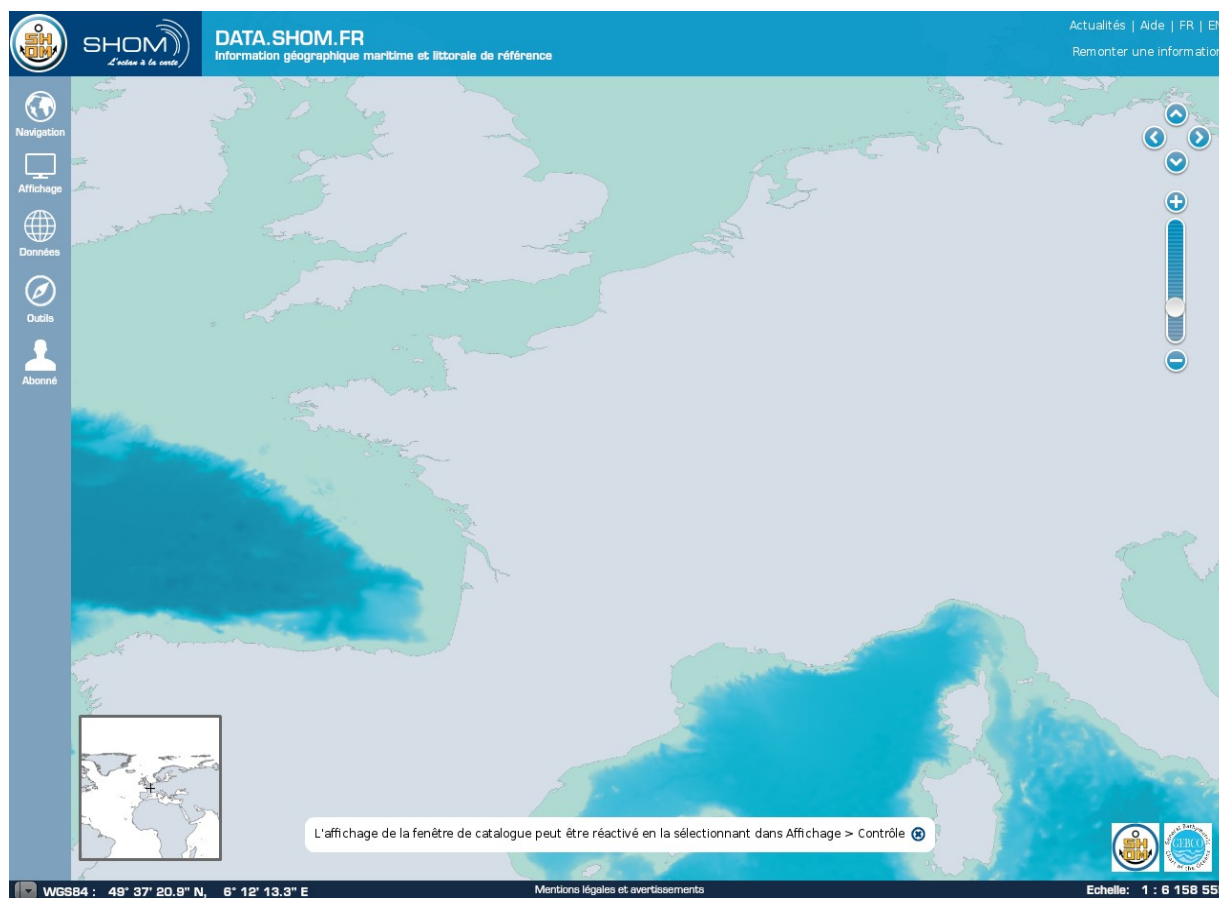 SHOM
L'océan à la carte
DATA.SHOM.FR
Information géographique maritime et littorale de référence
Actualités | Aide | FR | EN
Remonter une information
Navigation
Affichage
Données
Outils
Abonné
L'affichage de la fenêtre de catalogue peut être réactivé en la sélectionnant dans Affichage > Contrôle
SHOM
GEBCO
WGS84 : 49° 37' 20.9" N, 6° 12' 13.3" E
Mentions légales et avertissements
Echelle: 1 : 6 158 55